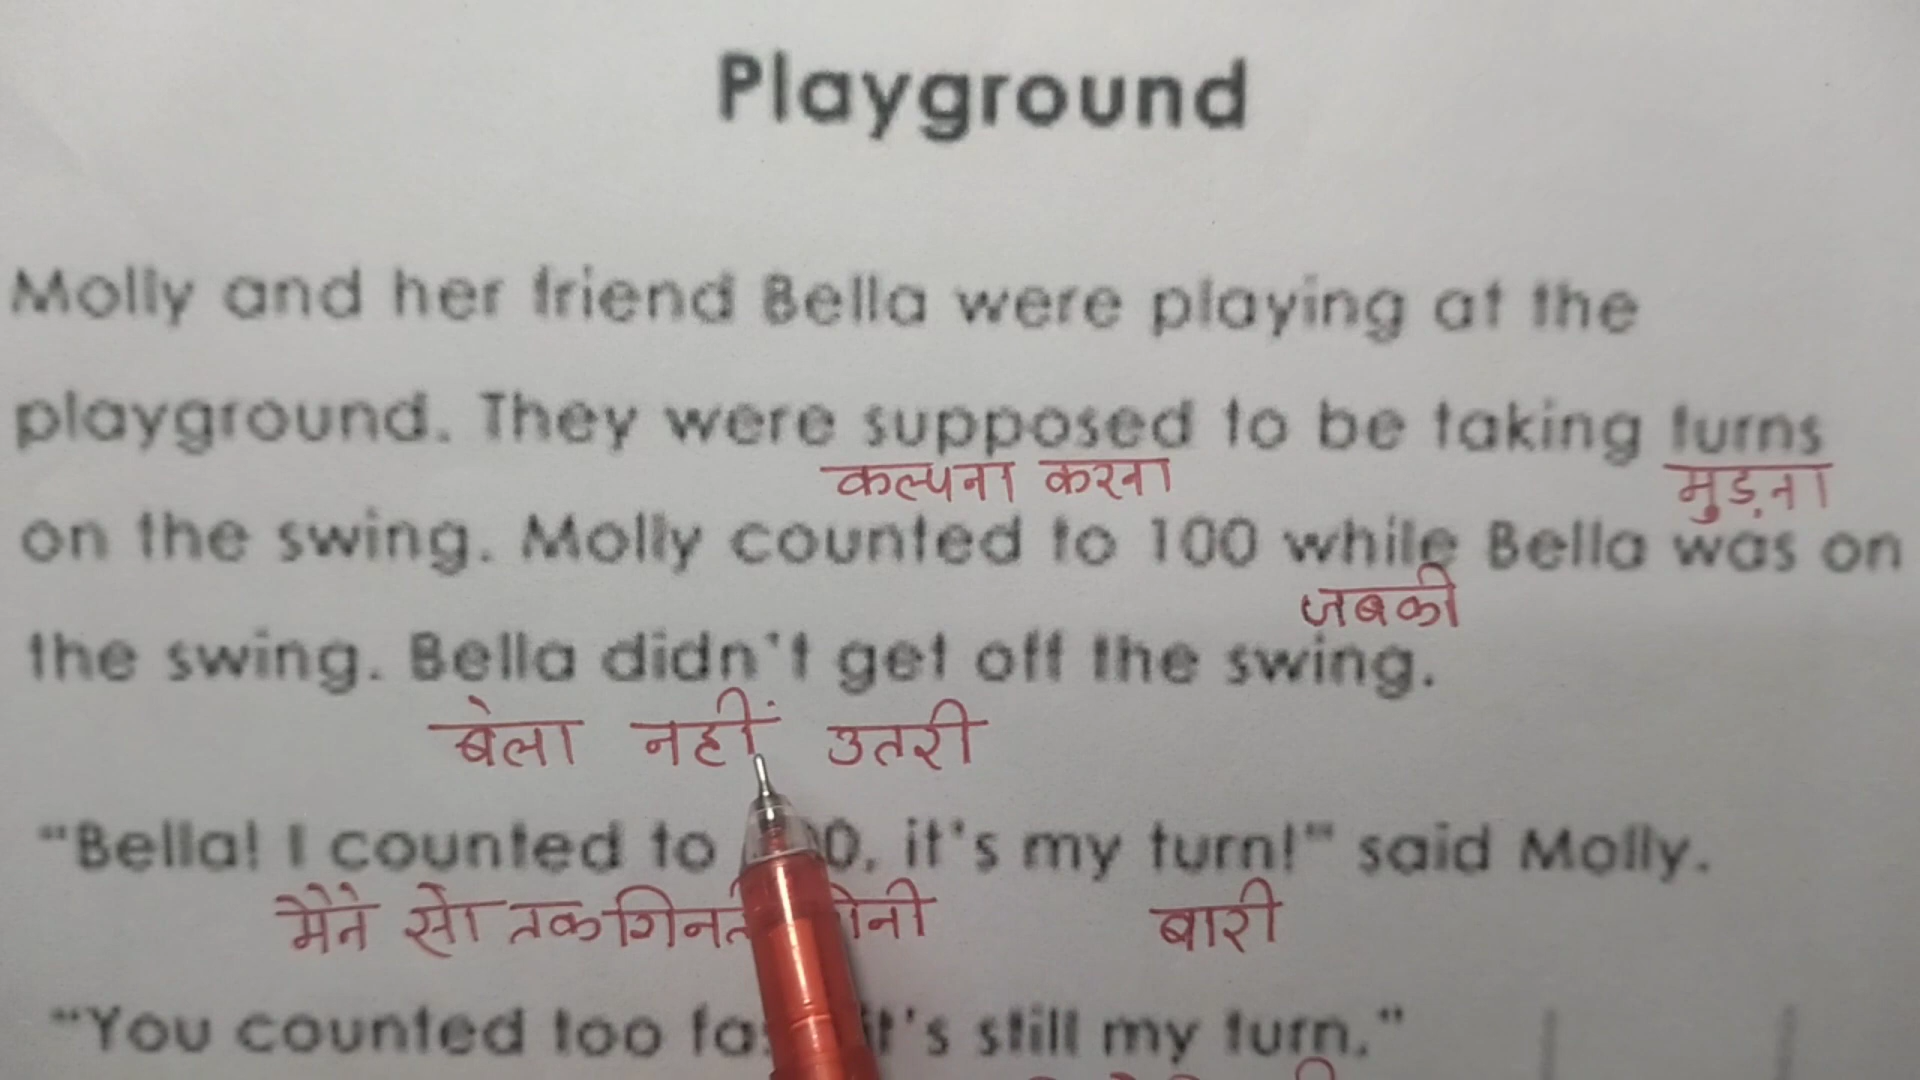 Playground
Molly and her friend Bella were playing at the
playground. They were supposed to be taking turns
कल्पना करना मुड़ना
on the swing. Molly counted to 100 while Bella was on
जबकी
the swing. Bella didn't get off the swing.
बेला नहीं उतरी
"Bella! I counted to it's my turn!" said Molly.
मैंने सो तक बारी
"You counted too it's still my turn."